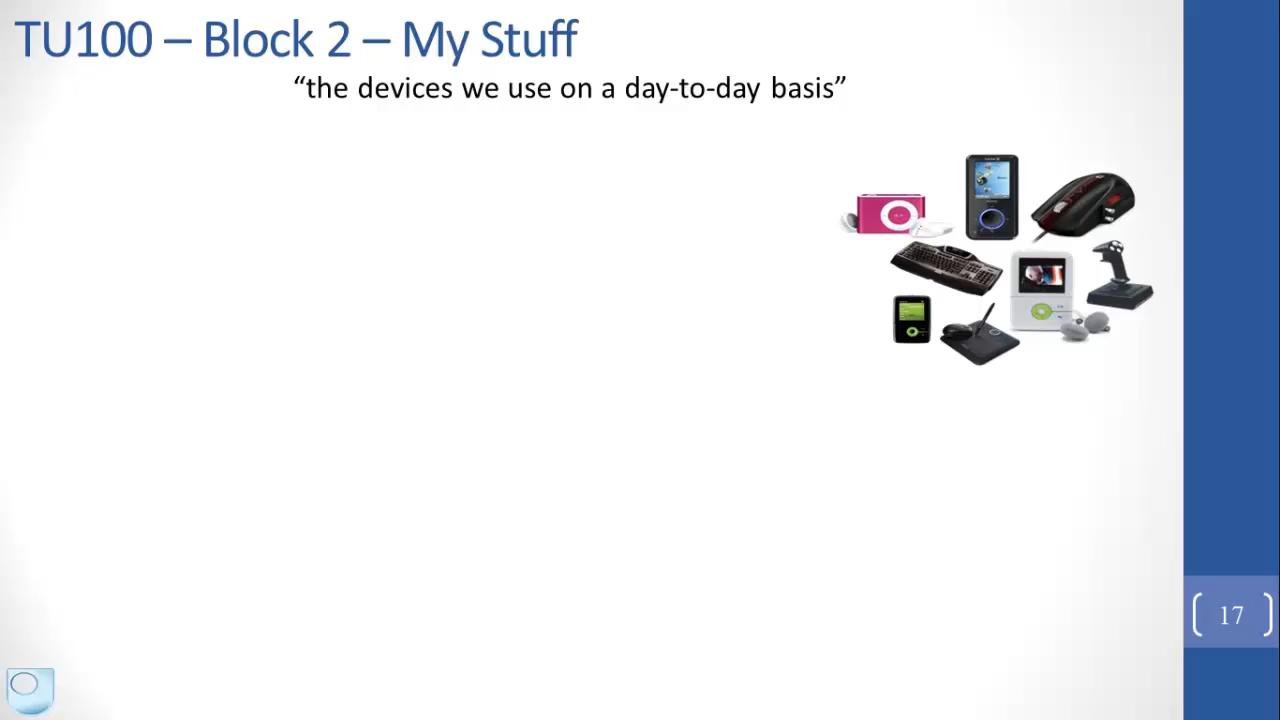 TU100 – Block 2 – My Stuff
“the devices we use on a day-to-day basis”
17